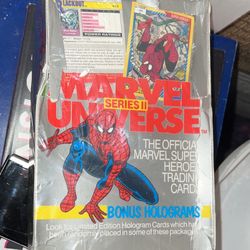 LACKOUT
POWER RATINGS
MARVEL
SERIES II
UNIVERSE
THE OFFICIAL
MARVEL SUPER
HEROES
TRADING
CARDS
BONUS HOLOGRAMS
Look for Limited Edition Hologram Cards which have
been randomly placed in some of these packages